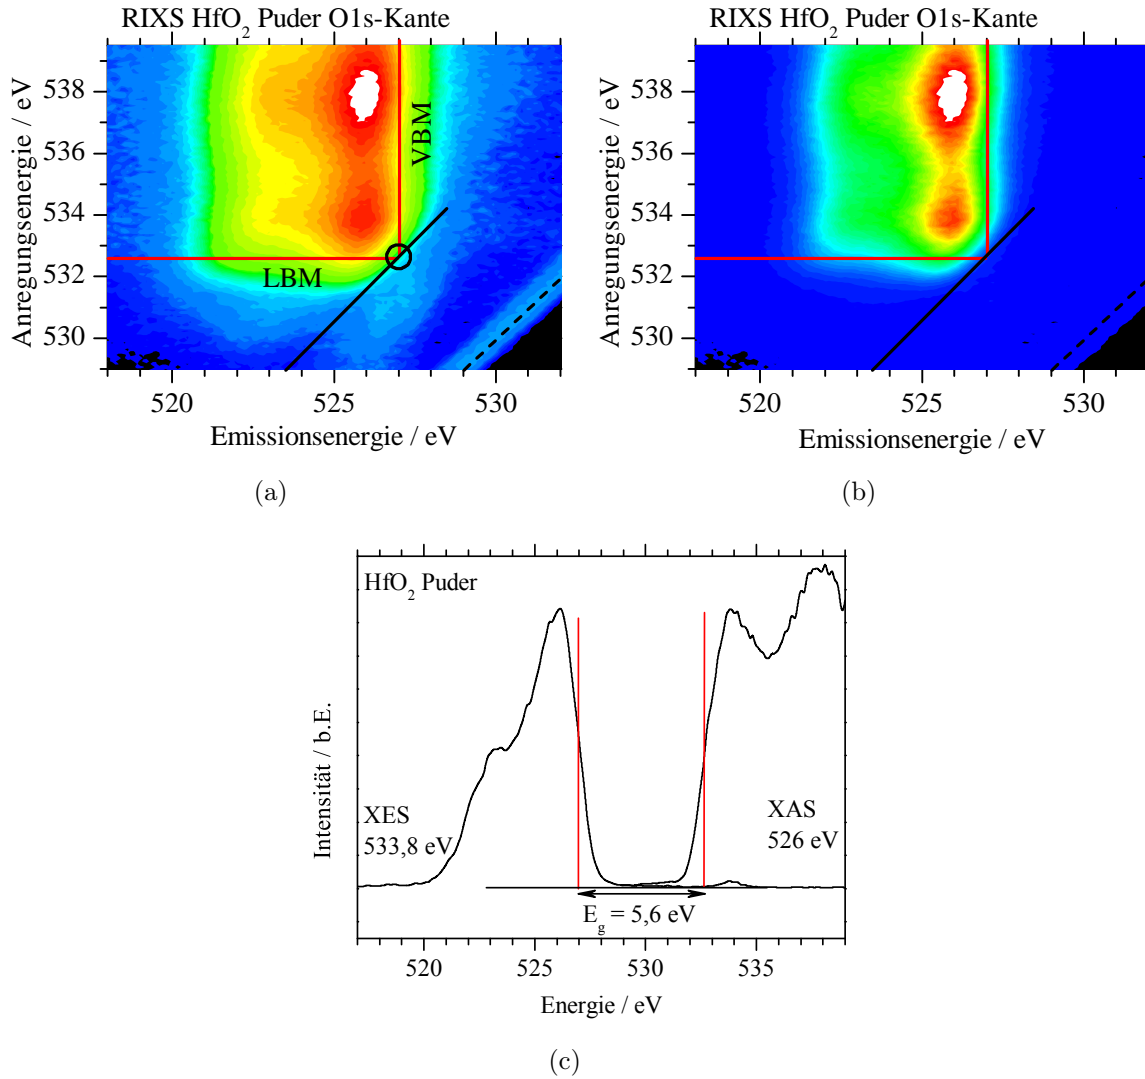 RIXS HfO₂ Puder O1s-Kante
Anregungsenergie / eV
538
536
534
532
530
VBM
LBM
520
525
530
Emissionsenergie / eV
(a)
RIXS HfO₂ Puder O1s-Kante
Anregungsenergie / eV
538
536
534
532
530
520
525
530
Emissionsenergie / eV
(b)
HfO₂ Puder
Intensität / b.E.
XES
533,8 eV
XAS
526 eV
E_g = 5,6 eV
520
525
530
535
Energie / eV
(c)